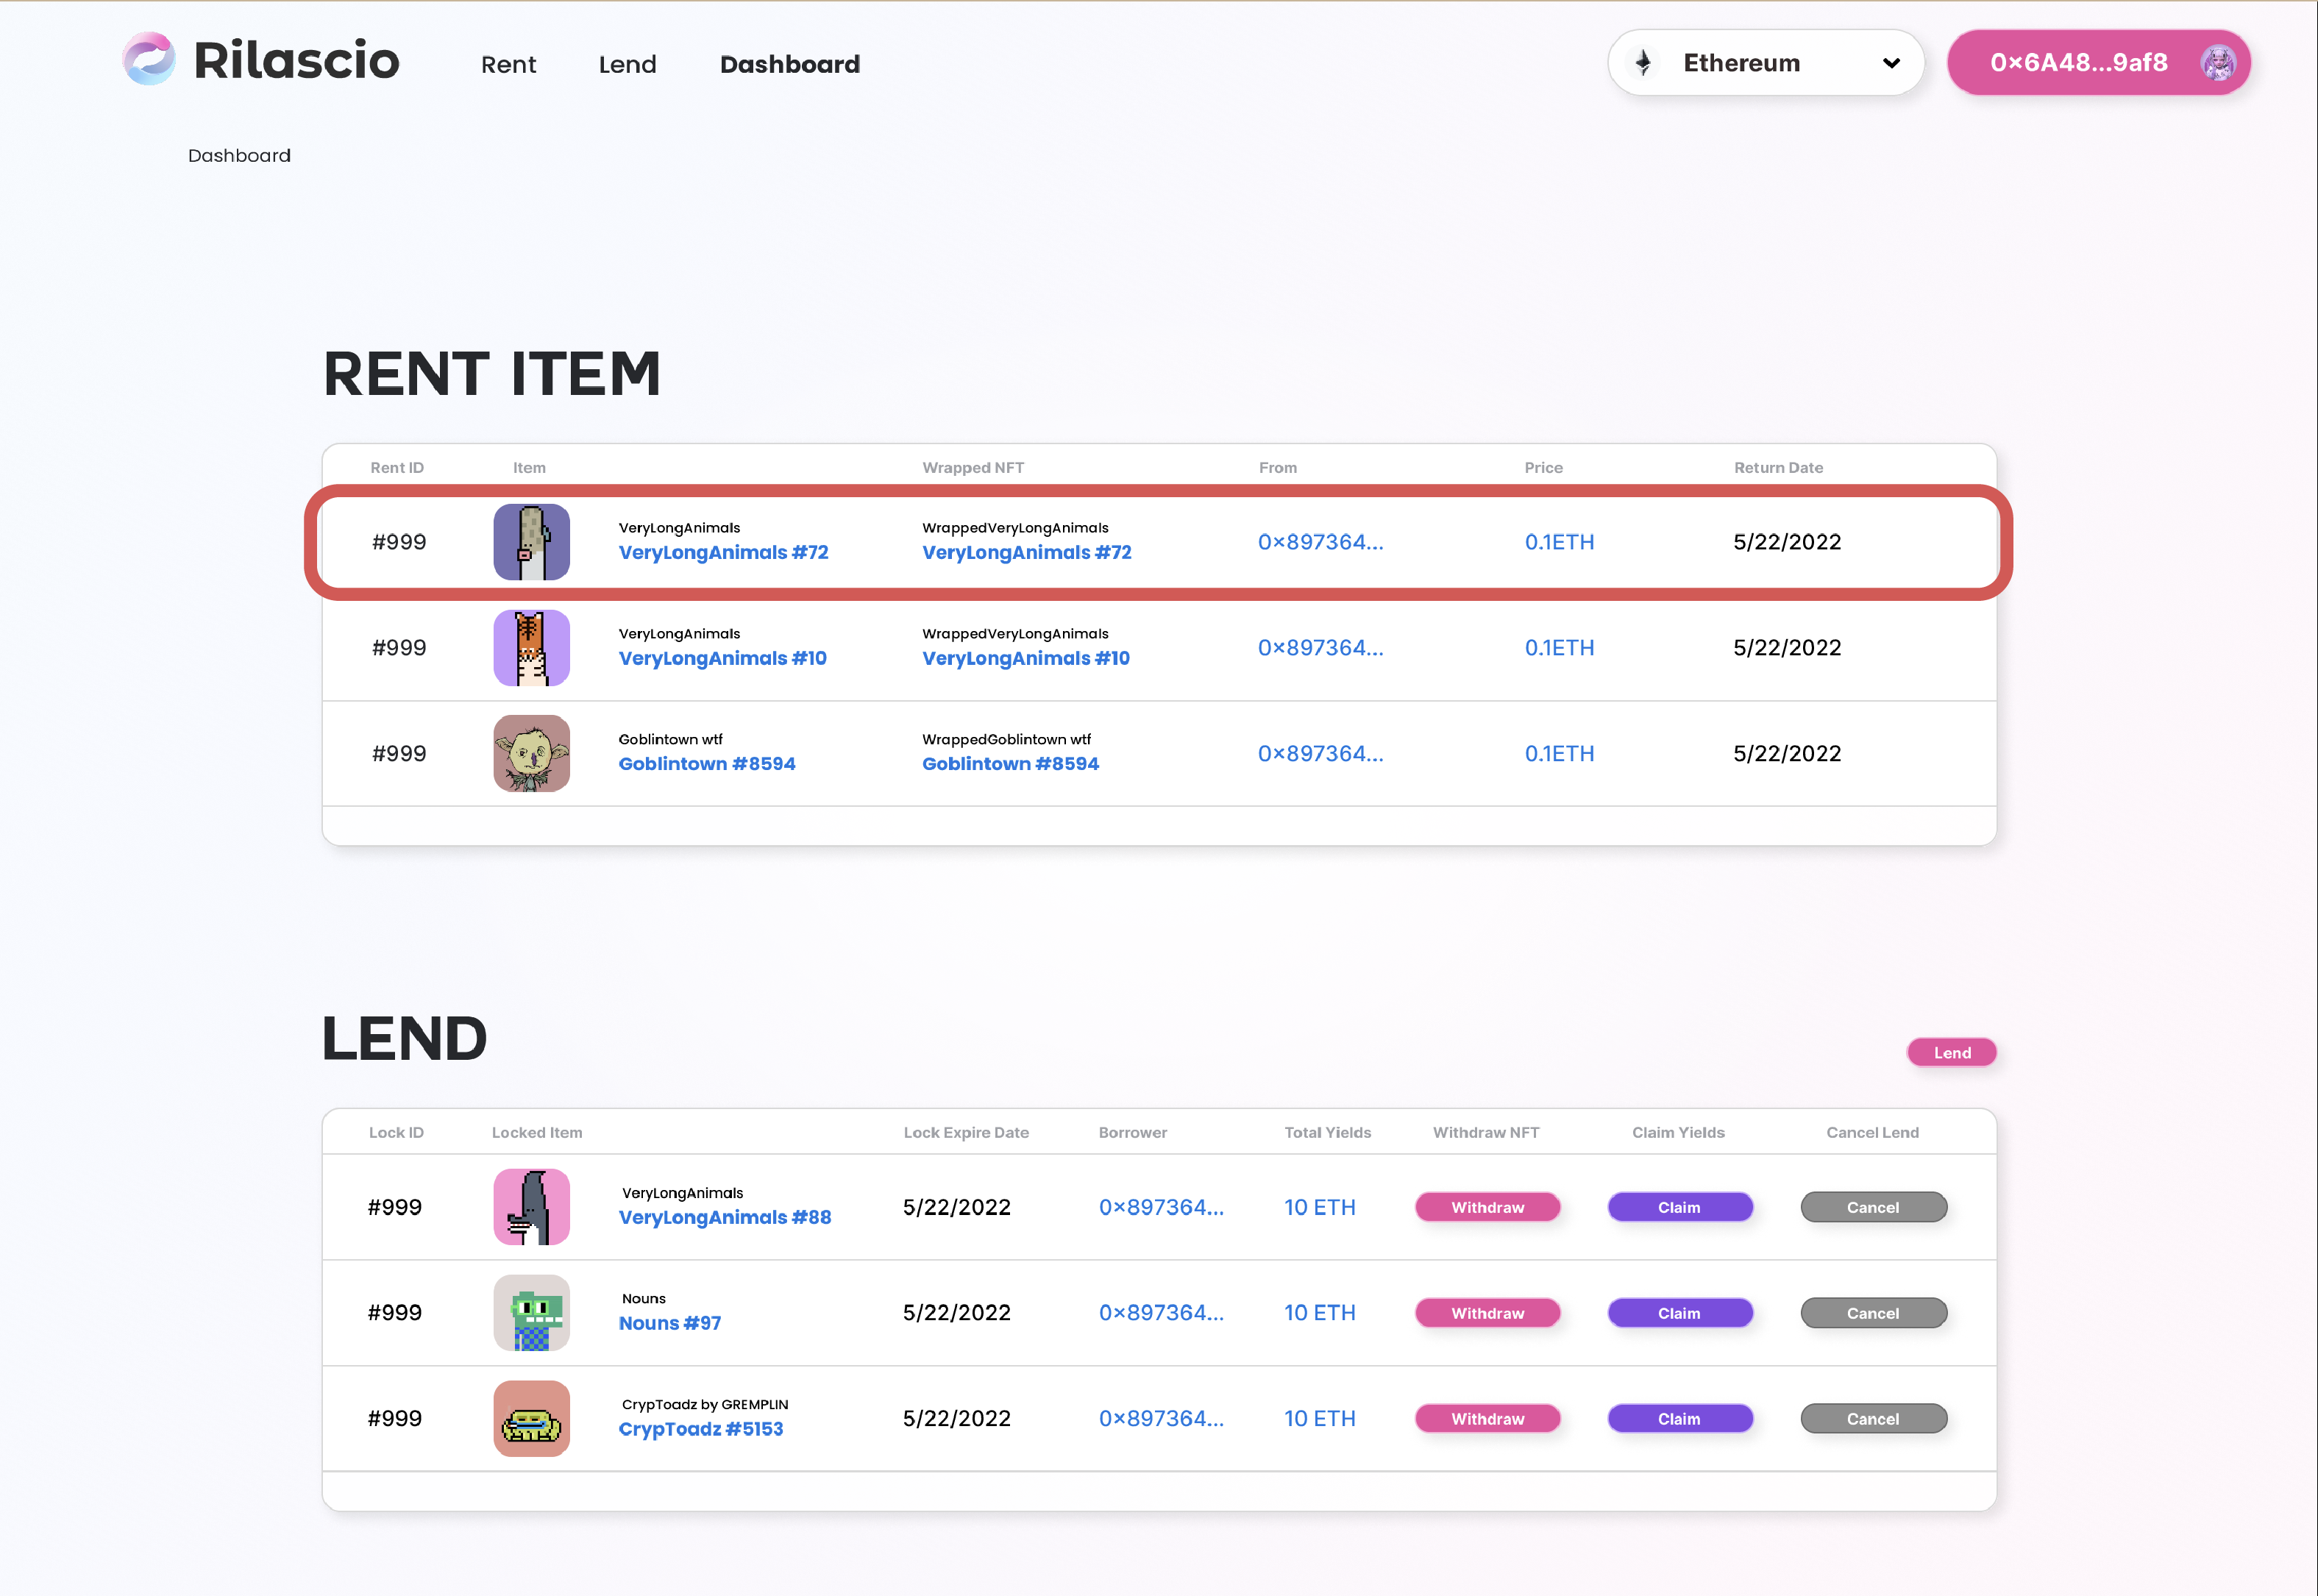 Rilascio Rent Lend Dashboard Ethereum 0×6A48...9af8
Dashboard
RENT ITEM
Rent ID Item Wrapped NFT From Price Return Date
#999 VeryLongAnimals WrappedVeryLongAnimals 0×897364... 0.1ETH 5/22/2022
VeryLongAnimals #72 VeryLongAnimals #72
#999 VeryLongAnimals WrappedVeryLongAnimals 0×897364... 0.1ETH 5/22/2022
VeryLongAnimals #10 VeryLongAnimals #10
#999 Goblintown wtf WrappedGoblintown wtf 0×897364... 0.1ETH 5/22/2022
Goblintown #8594 Goblintown #8594
LEND
Lend
Lock ID Locked Item Lock Expire Date Borrower Total Yields Withdraw NFT Claim Yields Cancel Lend
#999 VeryLongAnimals 5/22/2022 0×897364... 10 ETH Withdraw Claim Cancel
VeryLongAnimals #88
#999 Nouns 5/22/2022 0×897364... 10 ETH Withdraw Claim Cancel
Nouns #97
#999 CrypToadz by GREMPLIN 5/22/2022 0×897364... 10 ETH Withdraw Claim Cancel
CrypToadz #5153